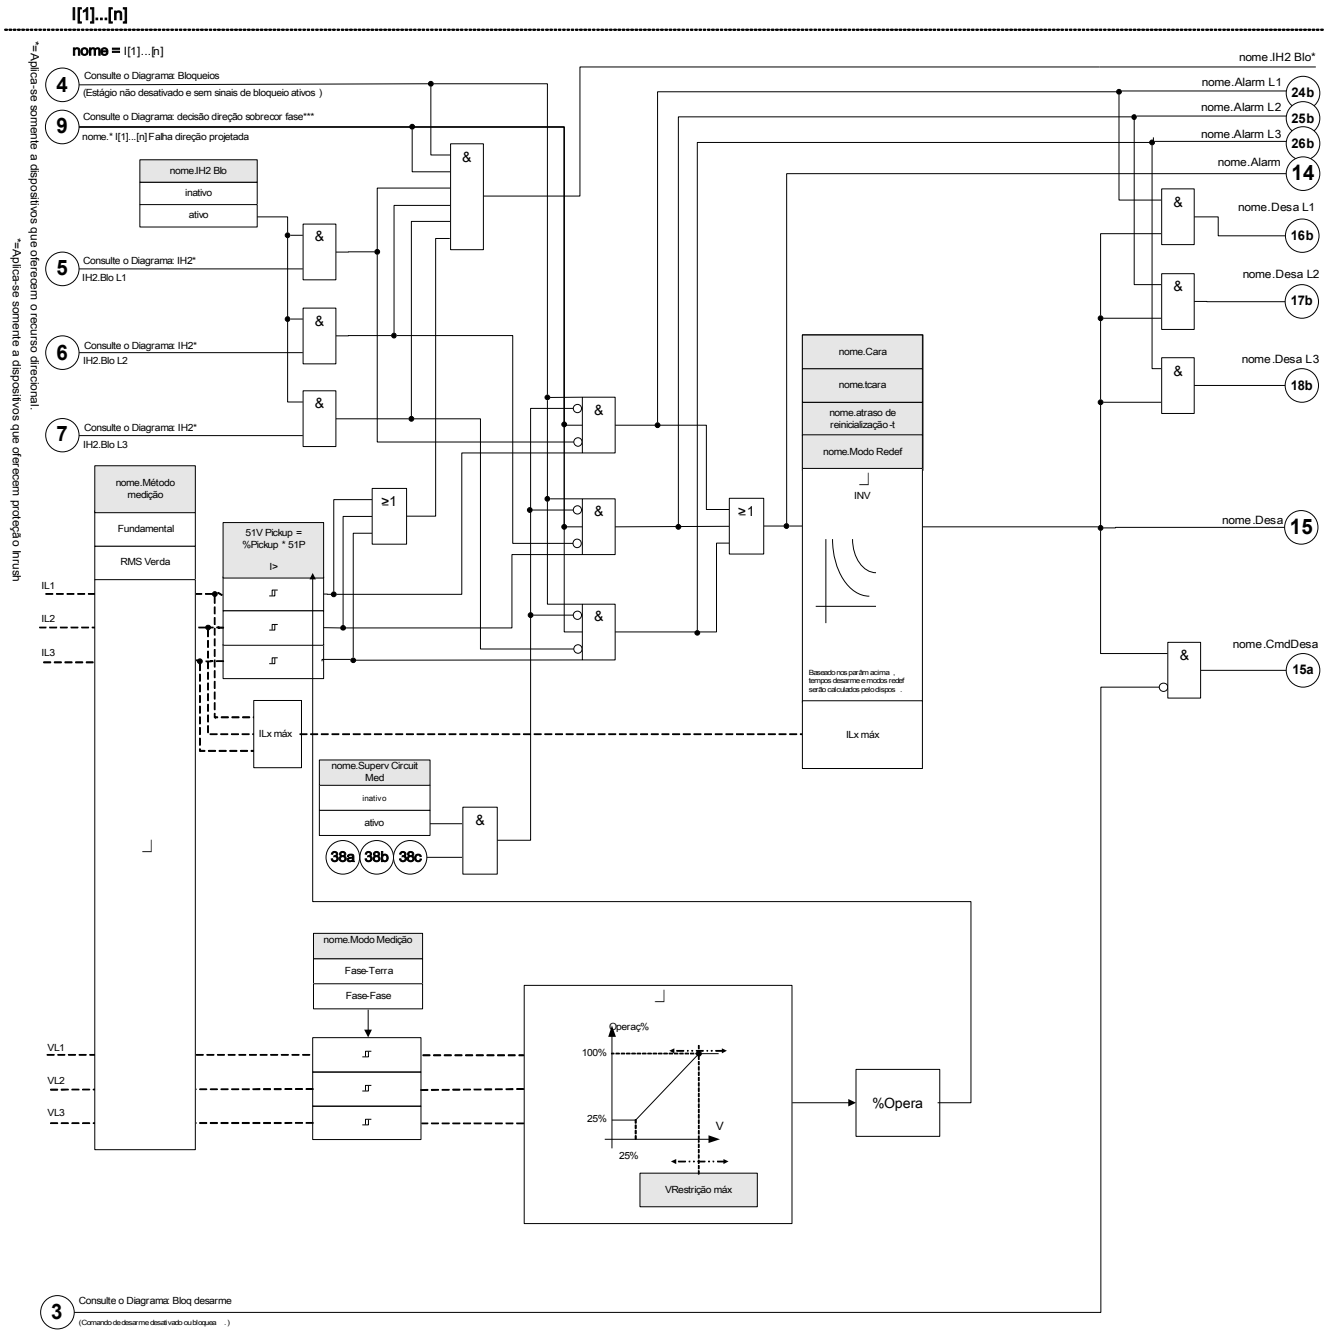 I[1]...[n]
nome = I[1]...[n]
*=Aplica-se somente a dispositivos que oferecem o recurso direcional.
*=Aplica-se somente a dispositivos que oferecem proteção Inrush
4
Consulte o Diagrama: Bloqueios
(Estágio não desativado e sem sinais de bloqueio ativos )
9
Consulte o Diagrama: decisão direção sobrecor fase***
nome.* I[1]...[n] Falha direção projetada
nome.IH2 Blo
inativo
ativo
5
Consulte o Diagrama: IH2*
IH2.Blo L1
6
Consulte o Diagrama: IH2*
IH2.Blo L2
7
Consulte o Diagrama: IH2*
IH2.Blo L3
&
&
&
&
nome.IH2 Blo*
nome.Alarm L1
24b
nome.Alarm L2
25b
nome.Alarm L3
26b
nome.Alarm
14
&
nome.Desa L1
16b
&
nome.Desa L2
17b
&
nome.Desa L3
18b
nome.Método
medição
Fundamental
RMS Verda
IL1
IL2
IL3
51V Pickup =
%Pickup * 51P
I>
≥1
&
&
&
≥1
nome.Cara
nome.tcara
nome.atraso de
reinicialização -t
nome.Modo Redef
INV
Baseado nos parâm acima ,
tempos desarme e modos redef
serão calculados pelo dispos .
ILx máx
nome.Desa
15
&
nome.CmdDesa
15a
ILx máx
nome.Superv Circuit
Med
inativo
ativo
38a
38b
38c
&
nome.Modo Medição
Fase-Terra
Fase-Fase
VL1
VL2
VL3
Operaç%
100%
25%
V
25%
VRestrição máx
%Opera
3
Consulte o Diagrama: Bloq desarme
(Comando de desarme desativado ou bloquea . )